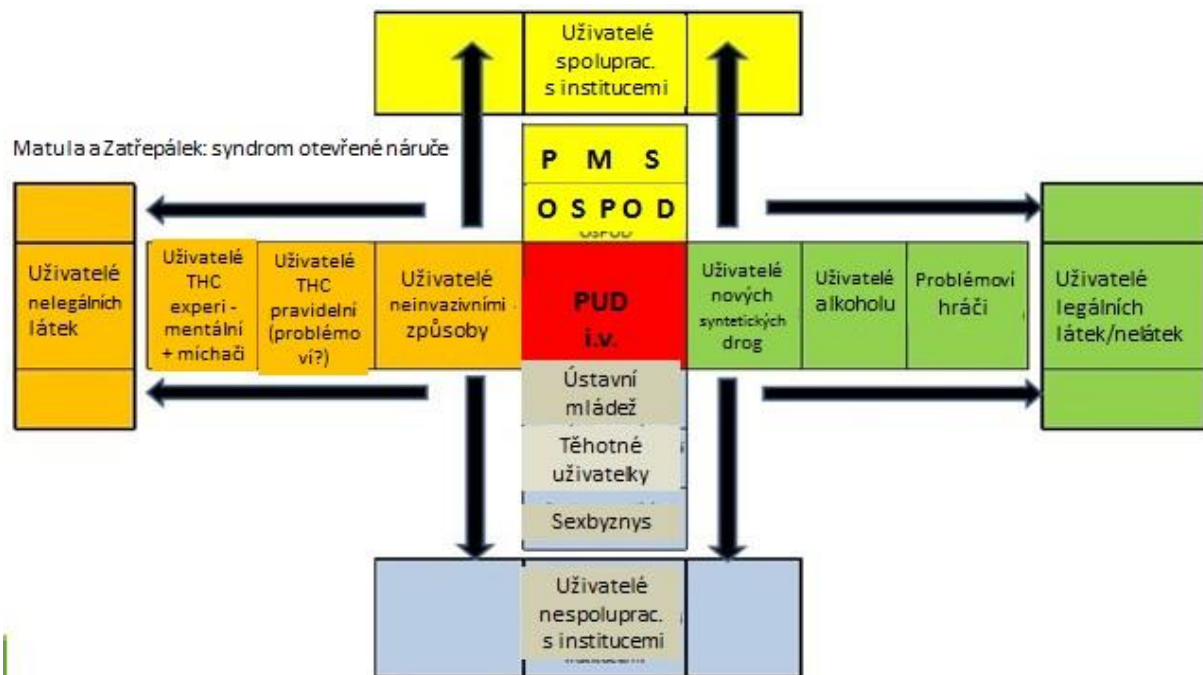 Uživatelé
spoluprac.
s institucemi
Matula a Zatřepálek: syndrom otevřené náruče
P M S
O S P O D
Uživatelé
nelegálních
látek
Uživatelé
THC
experi -
mentální
+ míchači
Uživatelé
THC
pravidelní
(problémo
ví?)
Uživatelé
neinvazivními
způsoby
PUD
i.v.
Uživatelé
nových
syntetických
drog
Uživatelé
alkoholu
Problémoví
hráči
Uživatelé
legálních
látek/nelátek
Ústavní
mládež
Těhotné
uživatelky
Sexbyznys
Uživatelé
nespoluprac.
s institucemi